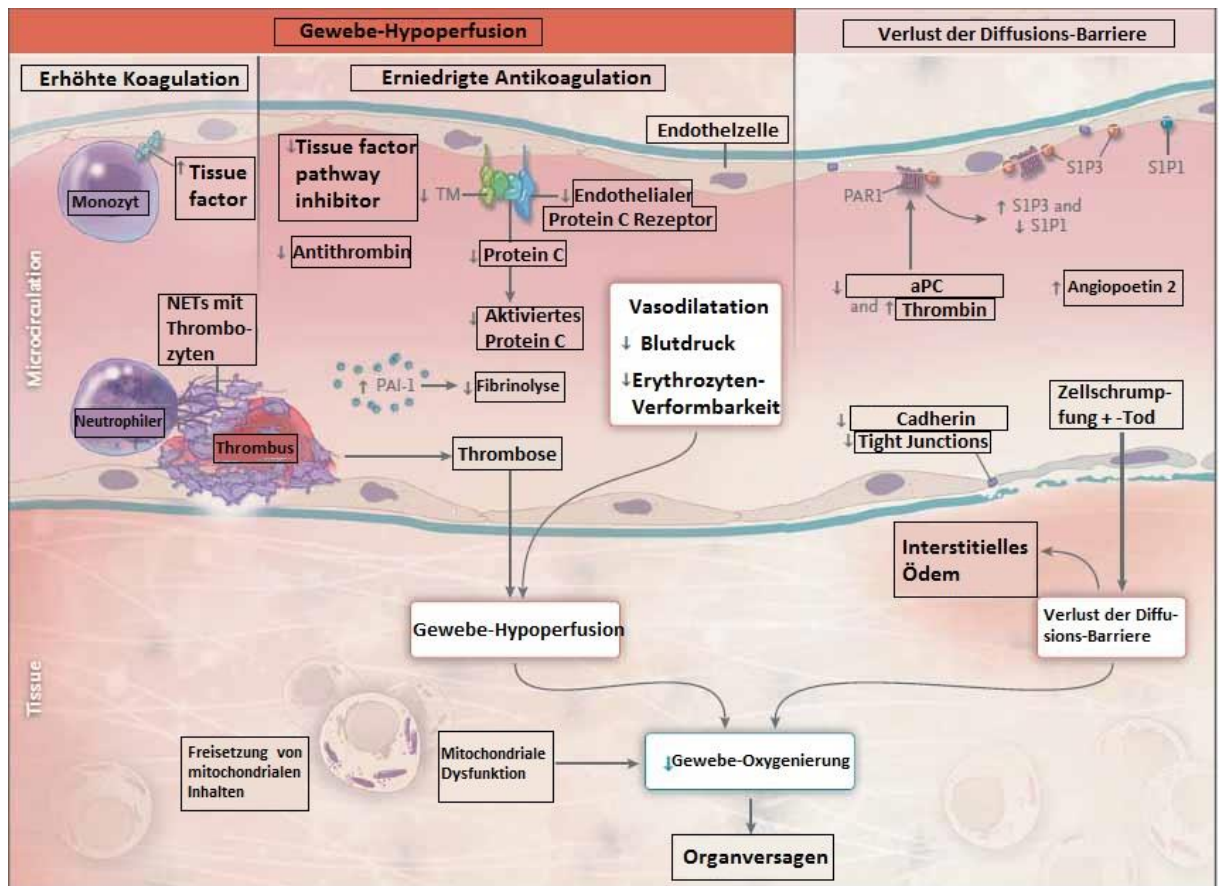 Gewebe-Hypoperfusion
Verlust der Diffusions-Barriere
Erhöhte Koagulation
Erniedrigte Antikoagulation
Endothelzelle
↑ Tissue
factor
Monozyt
↓Tissue factor
pathway
inhibitor
↓ TM
↓ Endothelialer
Protein C Rezeptor
↓ Antithrombin
↓ Protein C
↓ Aktiviertes
Protein C
PAR1
S1P3
S1P1
↑ S1P3 and
↓ S1P1
↓ aPC
and ↑ Thrombin
↑ Angiopoetin 2
Microcirculation
NETs mit
Thrombo-
zyten
Neutrophiler
Thrombus
↑ PAI-1
↓ Fibrinolyse
Thrombose
Vasodilatation
↓ Blutdruck
↓Erythrozyten-
Verformbarkeit
↓ Cadherin
↓ Tight Junctions
Zellschrump-
fung + -Tod
Interstitielles
Ödem
Gewebe-Hypoperfusion
Verlust der Diffu-
sions-Barriere
Tissue
Freisetzung von
mitochondrialen
Inhalten
Mitochondriale
Dysfunktion
↓Gewebe-Oxygenierung
Organversagen